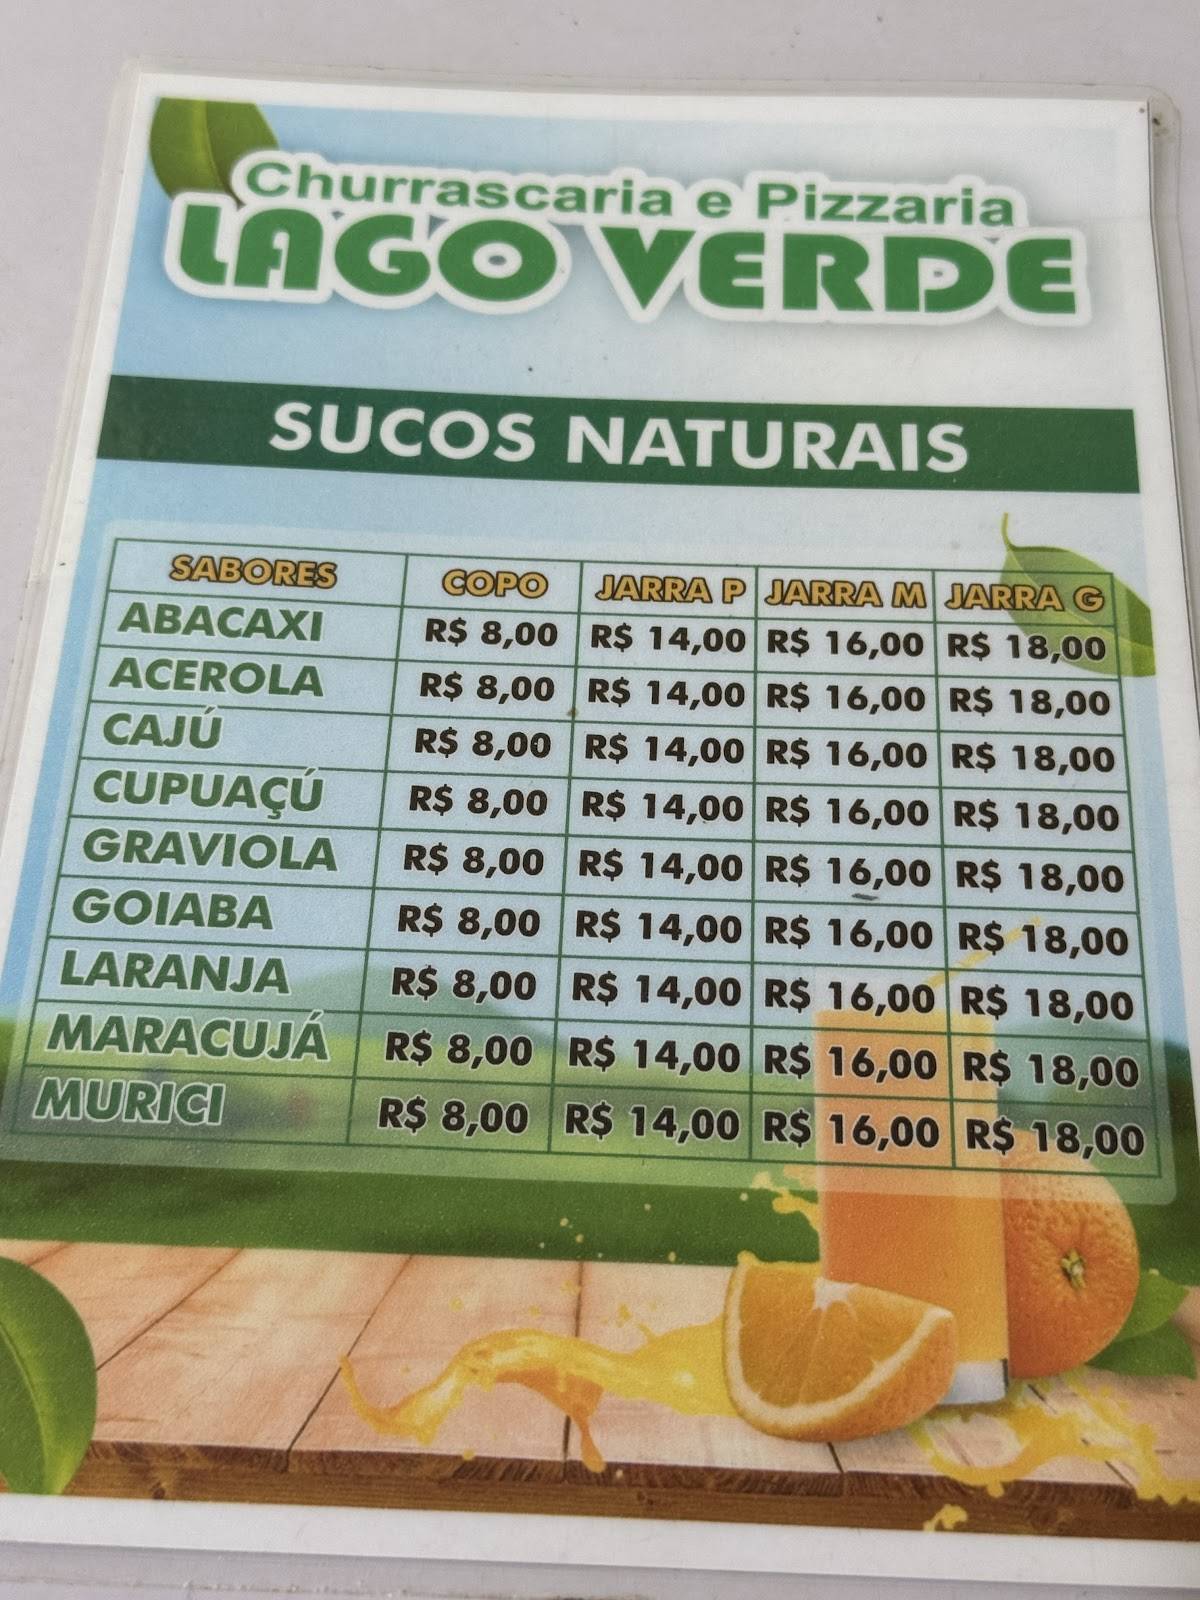 Churrascaria e Pizzaria
LAGO VERDE
SUCOS NATURAIS
SABORES COPO JARRA P JARRA M JARRA G
ABACAXI R$ 8,00 R$ 14,00 R$ 16,00 R$ 18,00
ACEROLA R$ 8,00 R$ 14,00 R$ 16,00 R$ 18,00
CAJÚ R$ 8,00 R$ 14,00 R$ 16,00 R$ 18,00
CUPUAÇÚ R$ 8,00 R$ 14,00 R$ 16,00 R$ 18,00
GRAVIOLA R$ 8,00 R$ 14,00 R$ 16,00 R$ 18,00
GOIABA R$ 8,00 R$ 14,00 R$ 16,00 R$ 18,00
LARANJA R$ 8,00 R$ 14,00 R$ 16,00 R$ 18,00
MARACUJÁ R$ 8,00 R$ 14,00 R$ 16,00 R$ 18,00
MURICI R$ 8,00 R$ 14,00 R$ 16,00 R$ 18,00